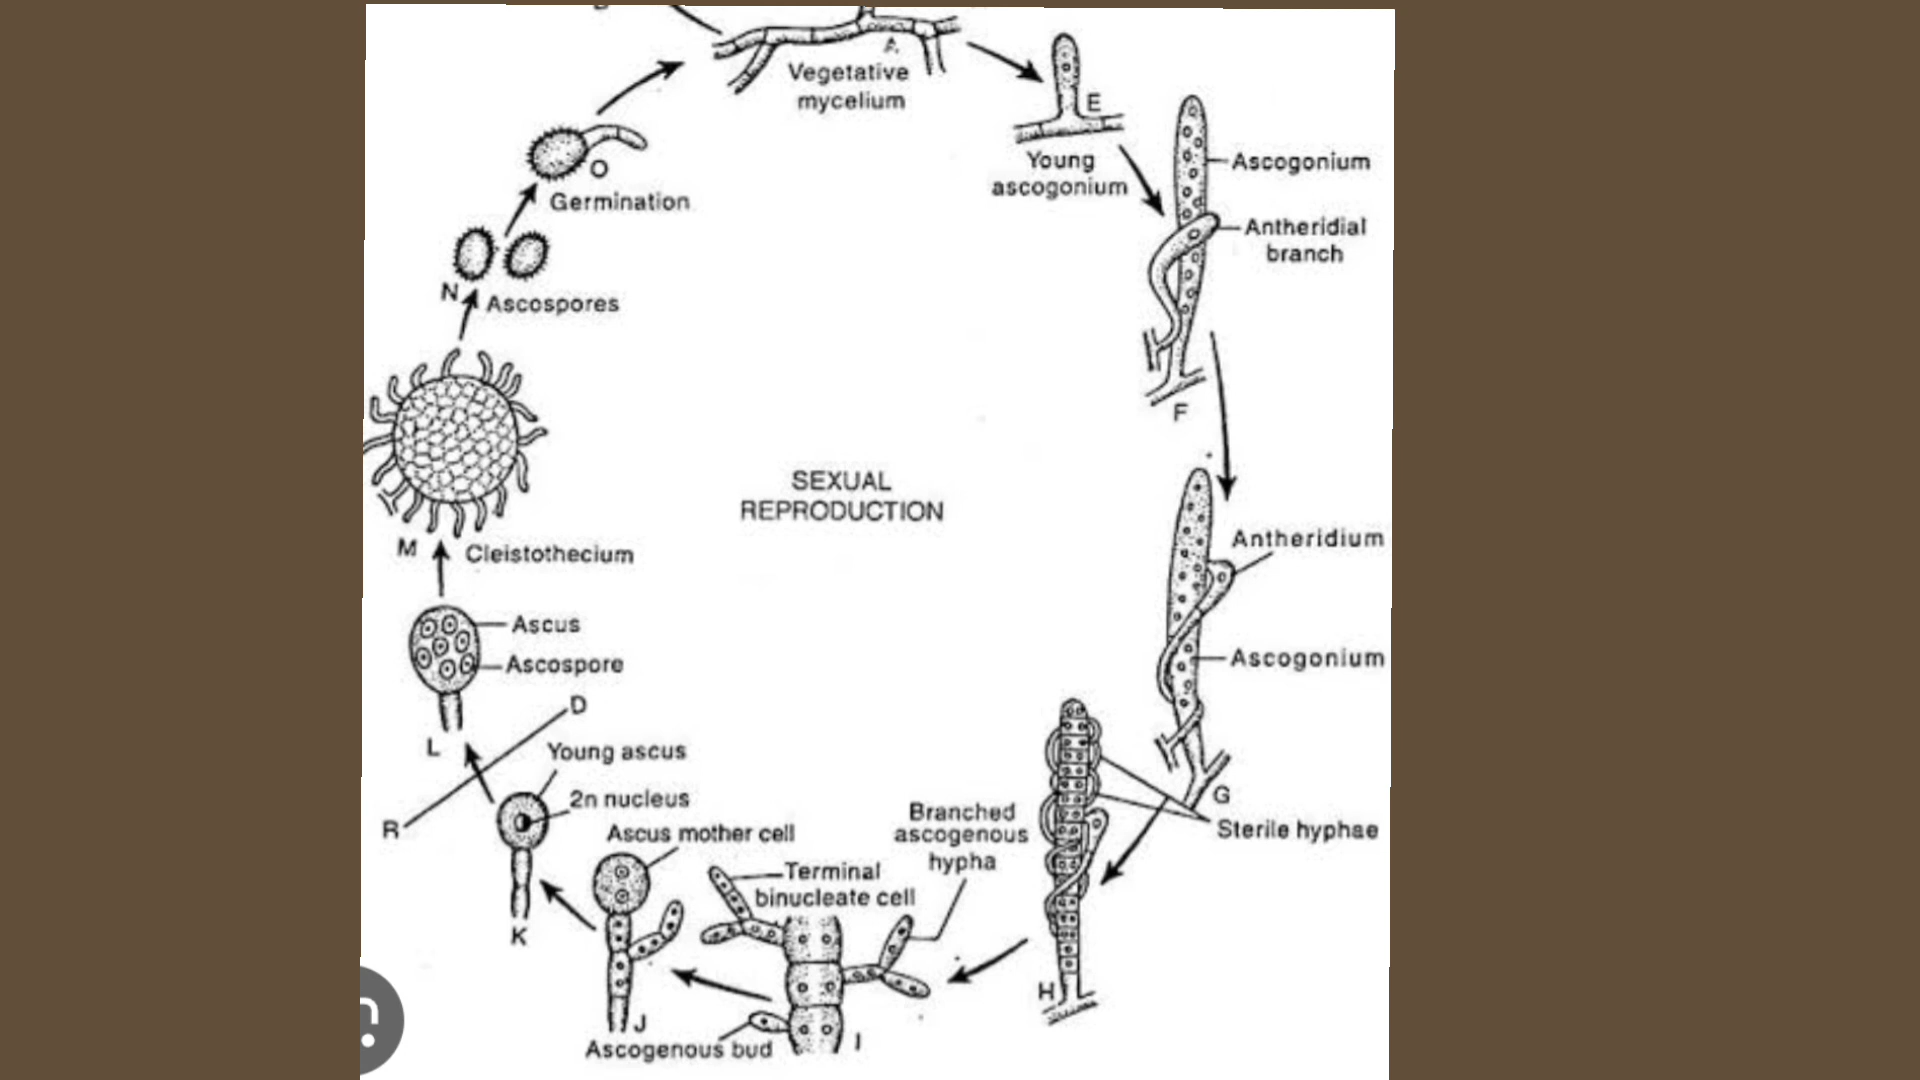 A
Vegetative
mycelium
E
Young
ascogonium
Ascogonium
Antheridial
branch
F
O
Germination
N
Ascospores
SEXUAL
REPRODUCTION
M
Cleistothecium
Antheridium
Ascogonium
G
Ascus
Ascospore
L
D
R
Young ascus
2n nucleus
K
Ascus mother cell
J
Terminal
binucleate cell
Branched
ascogenous
hypha
Sterile hyphae
H
I
Ascogenous bud